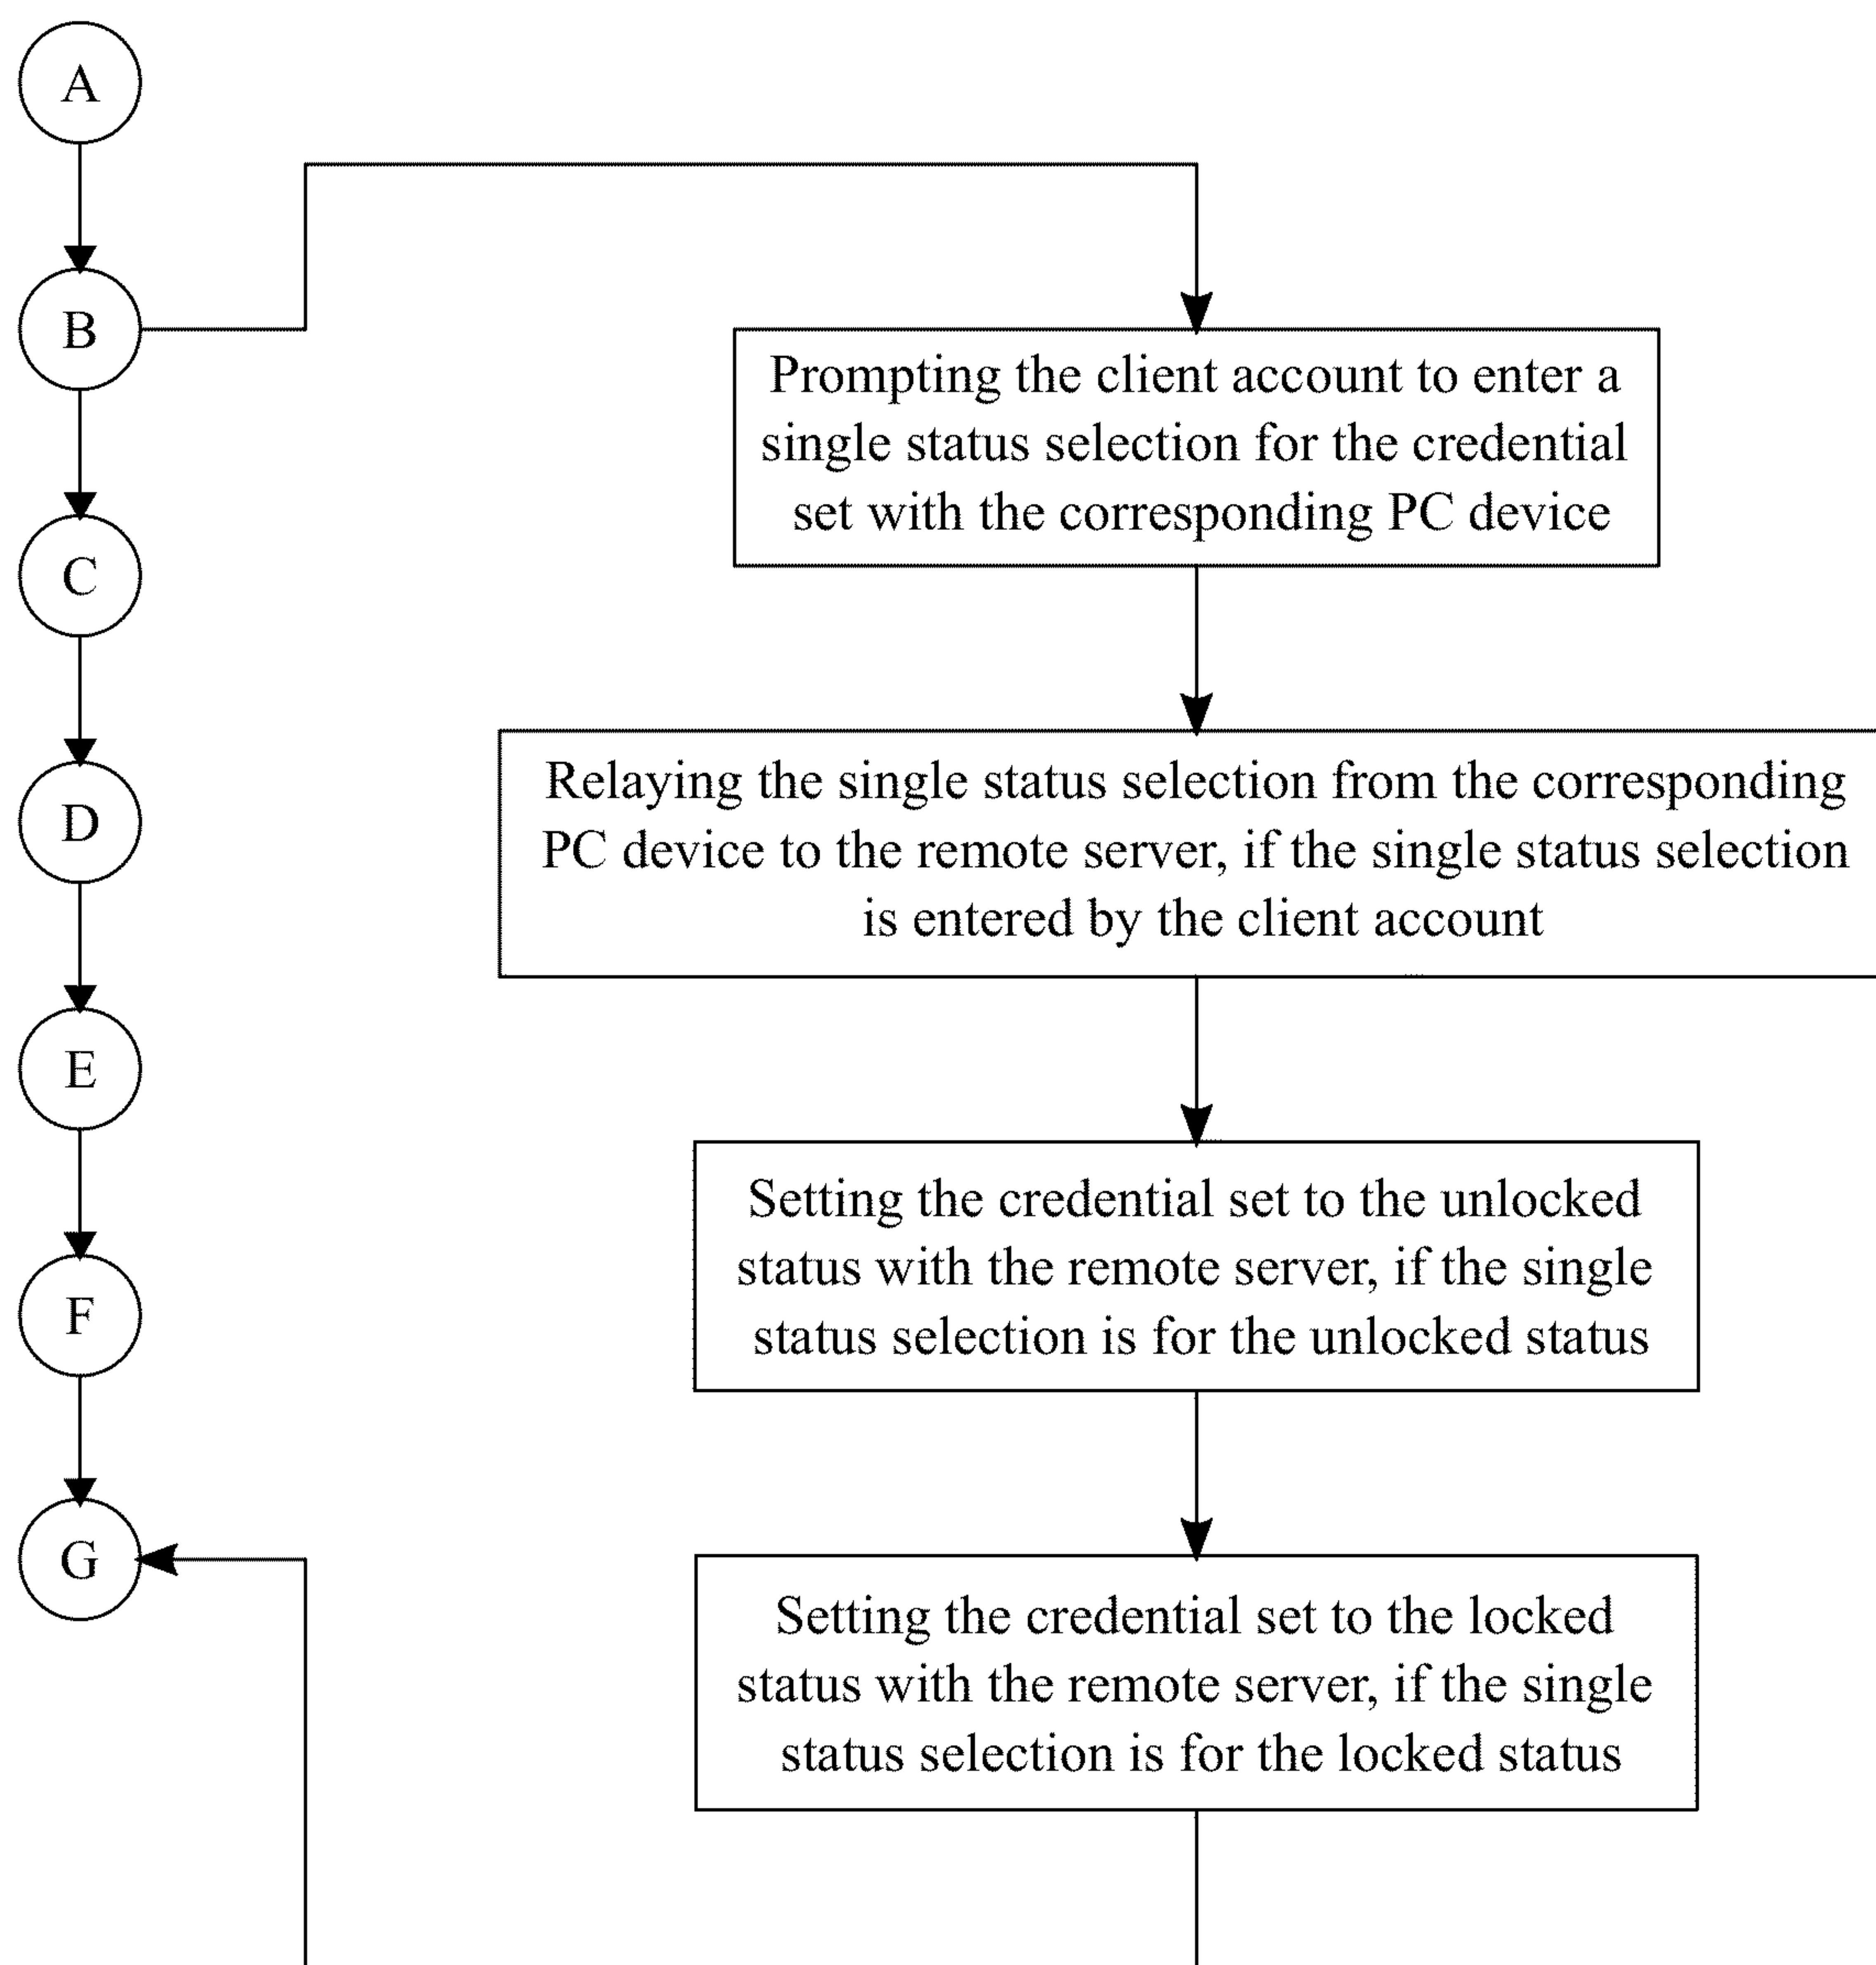 A
B
Prompting the client account to enter a
single status selection for the credential
set with the corresponding PC device
C
Relaying the single status selection from the corresponding
PC device to the remote server, if the single status selection
is entered by the client account
D
E
Setting the credential set to the unlocked
status with the remote server, if the single
status selection is for the unlocked status
F
G
Setting the credential set to the locked
status with the remote server, if the single
status selection is for the locked status